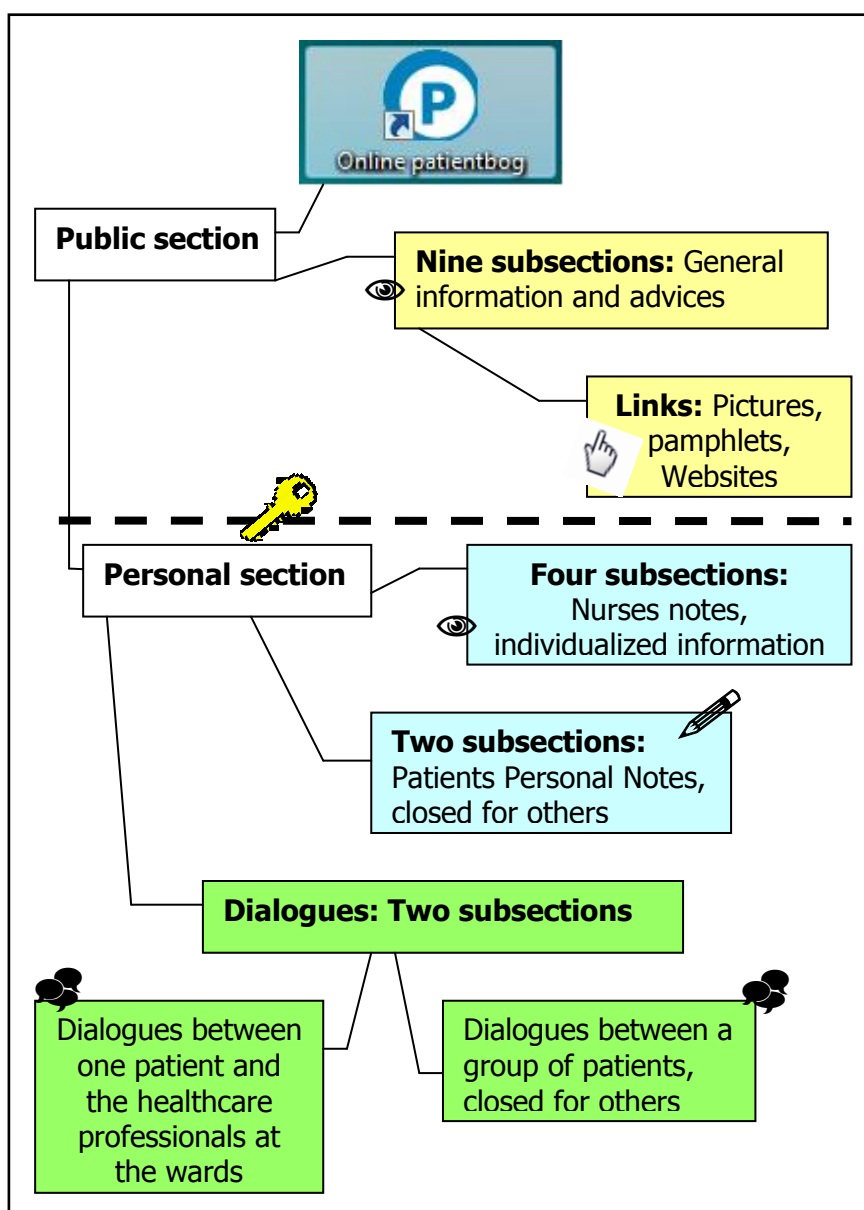 P
Online patientbog
Public section
Nine subsections: General
information and advices
Links: Pictures,
pamphlets,
Websites
Personal section
Four subsections:
Nurses notes,
individualized information
Two subsections:
Patients Personal Notes,
closed for others
Dialogues: Two subsections
Dialogues between
one patient and
the healthcare
professionals at
the wards
Dialogues between a
group of patients,
closed for others